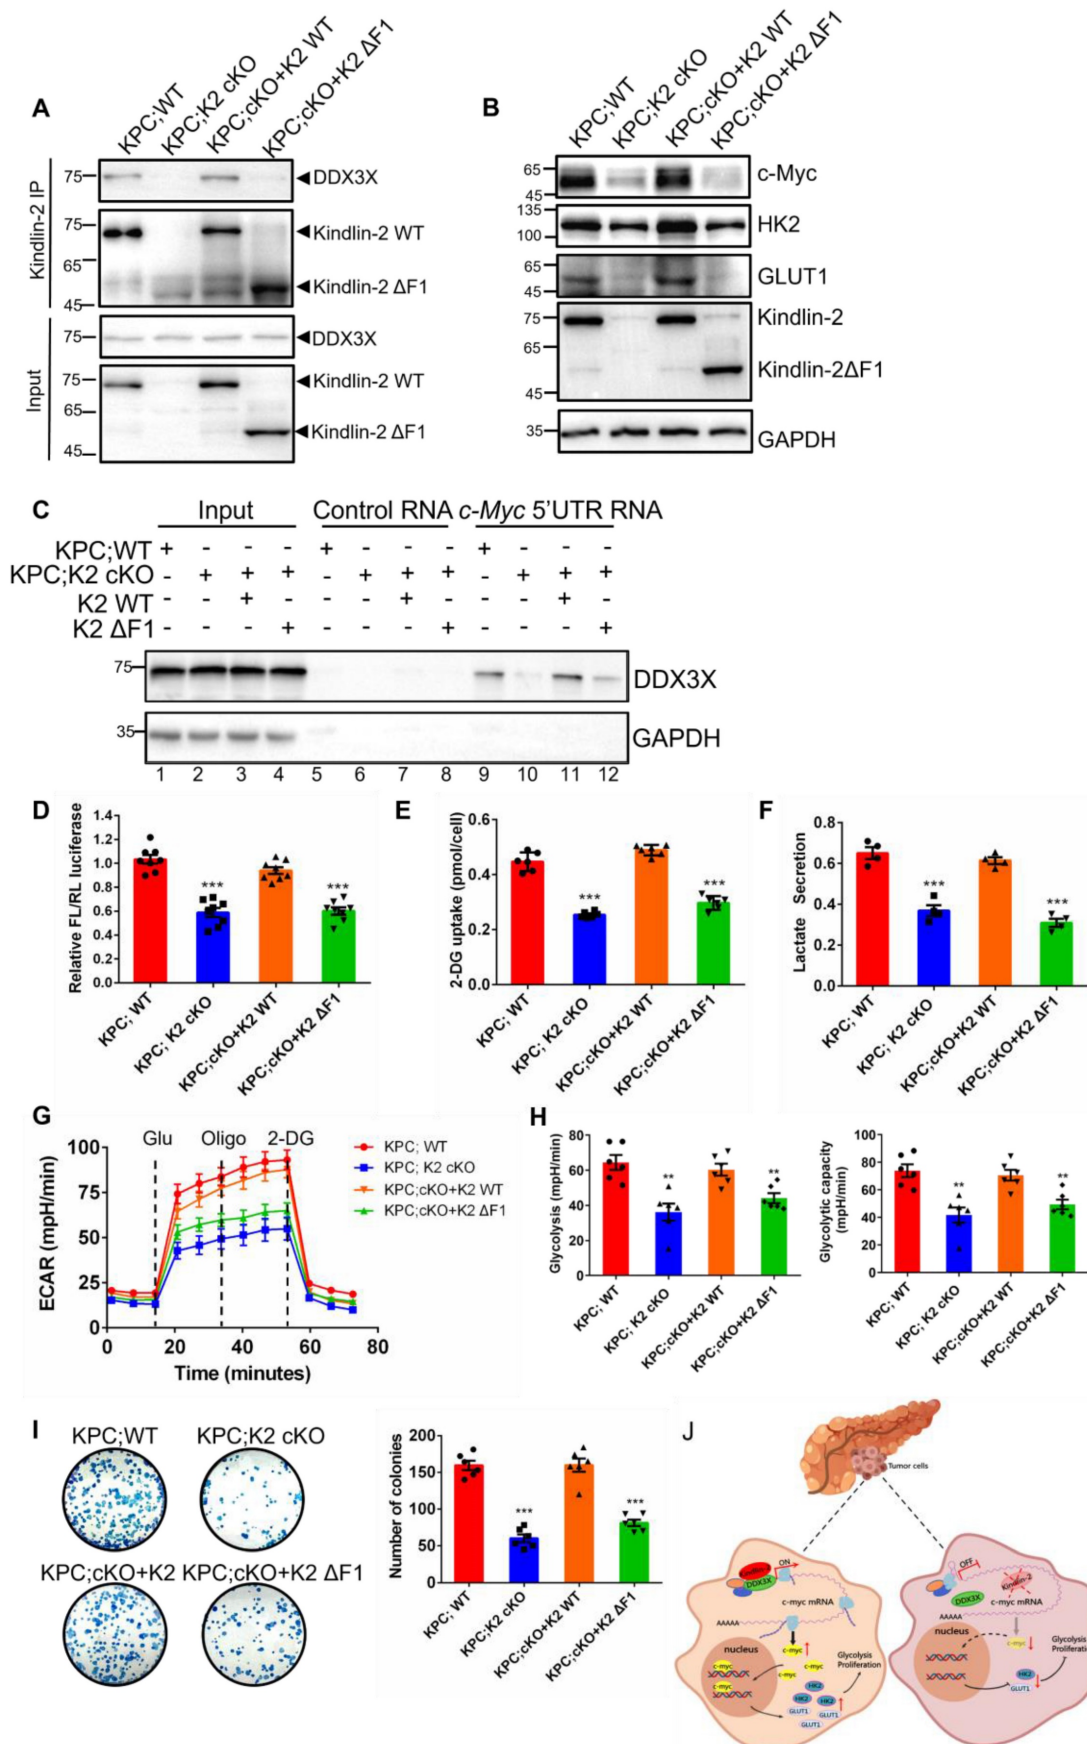 A
KPC;WT
KPC;K2 cKO
KPC;cKO+K2 WT
KPC;cKO+K2 ΔF1
Kindlin-2 IP
75
DDX3X
75
Kindlin-2 WT
65
Kindlin-2 ΔF1
45
Input
75
DDX3X
75
Kindlin-2 WT
65
Kindlin-2 ΔF1
45
B
KPC;WT
KPC;K2 cKO
KPC;cKO+K2 WT
KPC;cKO+K2 ΔF1
65
c-Myc
45
135
HK2
100
GLUT1
75
Kindlin-2
Kindlin-2ΔF1
45
35
GAPDH
C
Input Control RNA c-Myc 5'UTR RNA
KPC;WT + - - - + - - - + - - -
KPC;K2 cKO - + + + - + + + - + + +
K2 WT - - + - - - + - - - + -
K2 ΔF1 - - - + - - - + - - - +
75
DDX3X
35
GAPDH
1 2 3 4 5 6 7 8 9 10 11 12
D
Relative FL/RL luciferase
1.4
1.2
1.0
0.8
0.6
0.4
0.2
0.0
***
***
KPC; WT
KPC; K2 cKO
KPC;cKO+K2 WT
KPC;cKO+K2 ΔF1
E
2-DG uptake (pmol/cell)
0.6
0.4
0.2
0.0
***
***
KPC; WT
KPC; K2 cKO
KPC;cKO+K2 WT
KPC;cKO+K2 ΔF1
F
Lactate Secretion
0.8
0.6
0.4
0.2
0.0
***
***
KPC; WT
KPC; K2 cKO
KPC;cKO+K2 WT
KPC;cKO+K2 ΔF1
G
Glu Oligo 2-DG
ECAR (mpH/min)
100
75
50
25
0
0 20 40 60 80
Time (minutes)
KPC; WT
KPC; K2 cKO
KPC;cKO+K2 WT
KPC;cKO+K2 ΔF1
H
Glycolysis (mpH/min)
80
60
40
20
0
**
**
KPC; WT
KPC; K2 cKO
KPC;cKO+K2 WT
KPC;cKO+K2 ΔF1
Glycolytic capacity
(mpH/min)
100
80
60
40
20
0
**
**
KPC; WT
KPC; K2 cKO
KPC;cKO+K2 WT
KPC;cKO+K2 ΔF1
I
KPC;WT KPC;K2 cKO
KPC;cKO+K2 KPC;cKO+K2 ΔF1
Number of colonies
200
150
100
50
0
***
***
KPC; WT
KPC;K2 cKO
KPC;cKO+K2 WT
KPC;cKO+K2 ΔF1
J
Tumor cells
ON
Kindlin-2
DDX3X
c-myc mRNA
AAAAA
nucleus
c-myc
c-myc
c-myc
c-myc
c-myc
Glycolysis
Proliferation
HK2
HK2
HK2
GLUT1
GLUT1
GLUT1
OFF
Kindlin-2
DDX3X
c-myc mRNA
AAAAA
nucleus
c-myc
Glycolysis
Proliferation
HK2
GLUT1